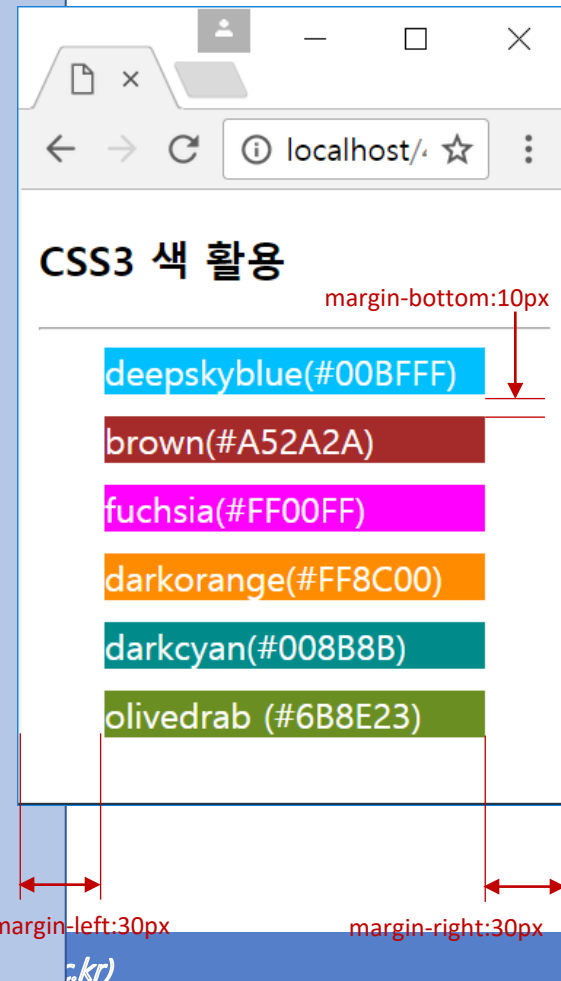 localhost/
CSS3 색 활용
margin-bottom:10px
deepskyblue(#00BFFF)
brown(#A52A2A)
fuchsia(#FF00FF)
darkorange(#FF8C00)
darkcyan(#008B8B)
olivedrab (#6B8E23)
margin-left:30px
margin-right:30px
.kr)